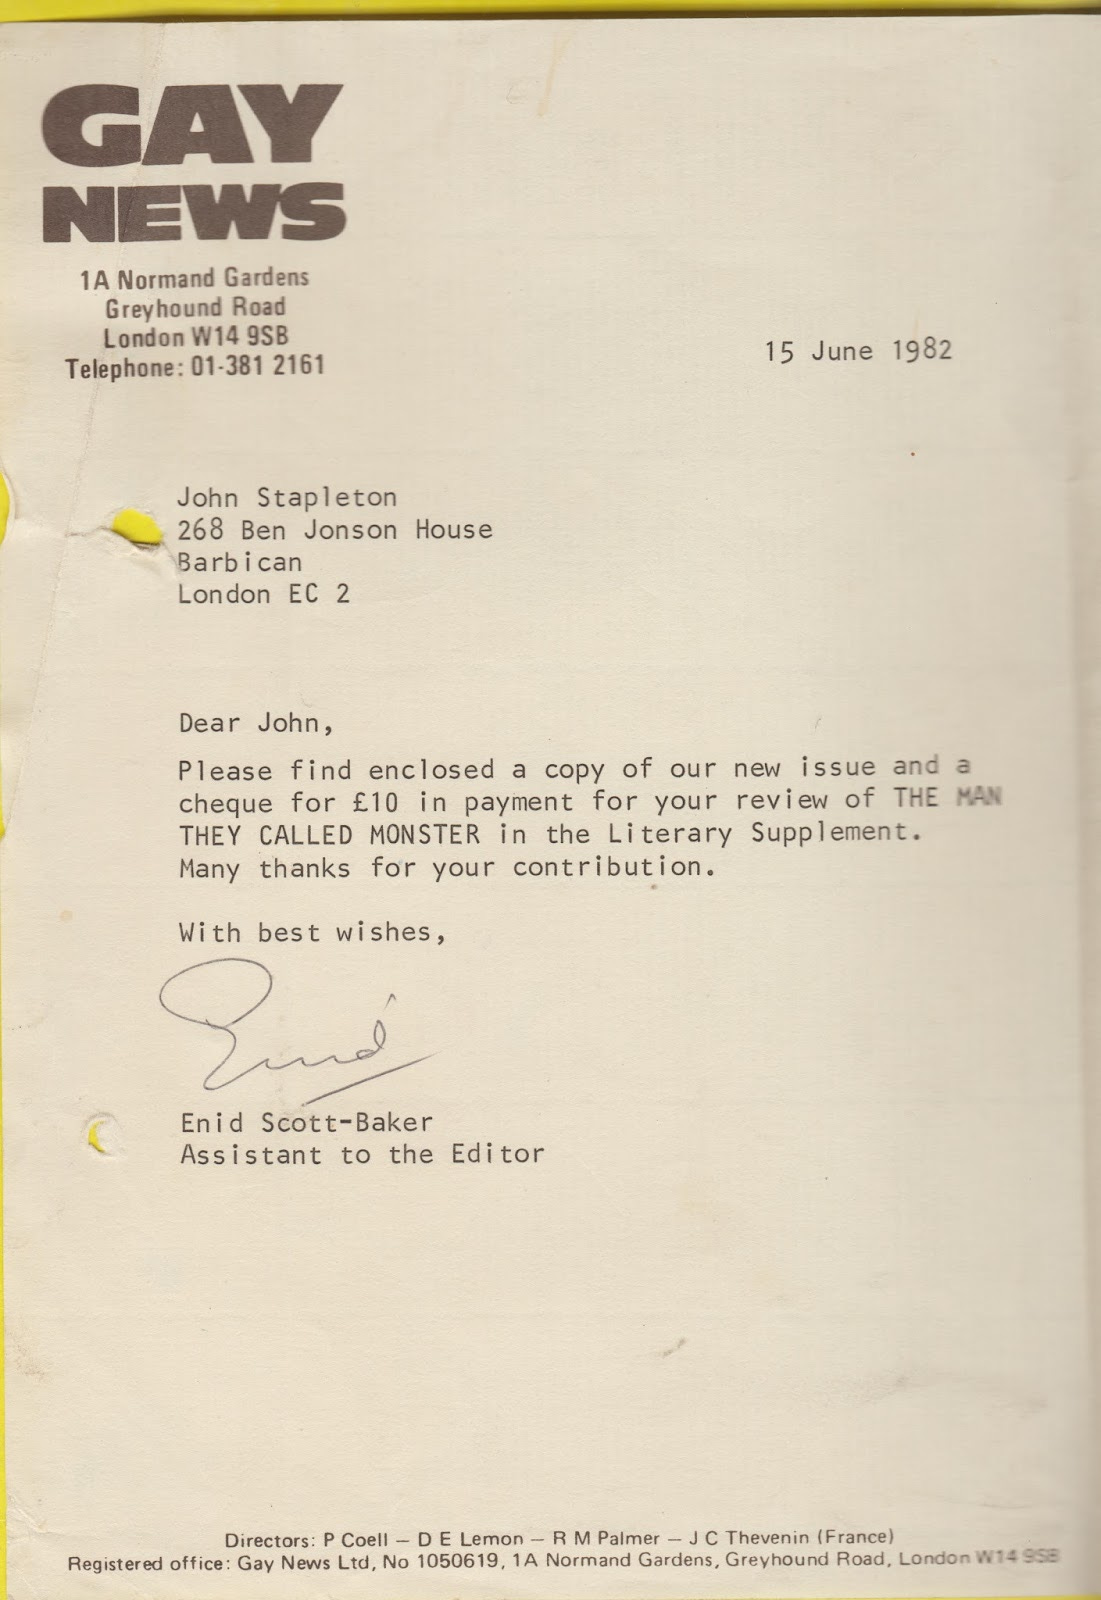 GAY
NEWS
1A Normand Gardens
Greyhound Road
London W14 9SB
Telephone: 01-381 2161
15 June 1982
John Stapleton
268 Ben Jonson House
Barbican
London EC 2
Dear John,
Please find enclosed a copy of our new issue and a
cheque for £10 in payment for your review of THE MAN
THEY CALLED MONSTER in the Literary Supplement.
Many thanks for your contribution.
With best wishes,
Enid
Enid Scott-Baker
Assistant to the Editor
Directors: P Coell — D E Lemon — R M Palmer — J C Thevenin (France)
Registered office: Gay News Ltd, No 1050619, 1A Normand Gardens, Greyhound Road, London W14 9SB